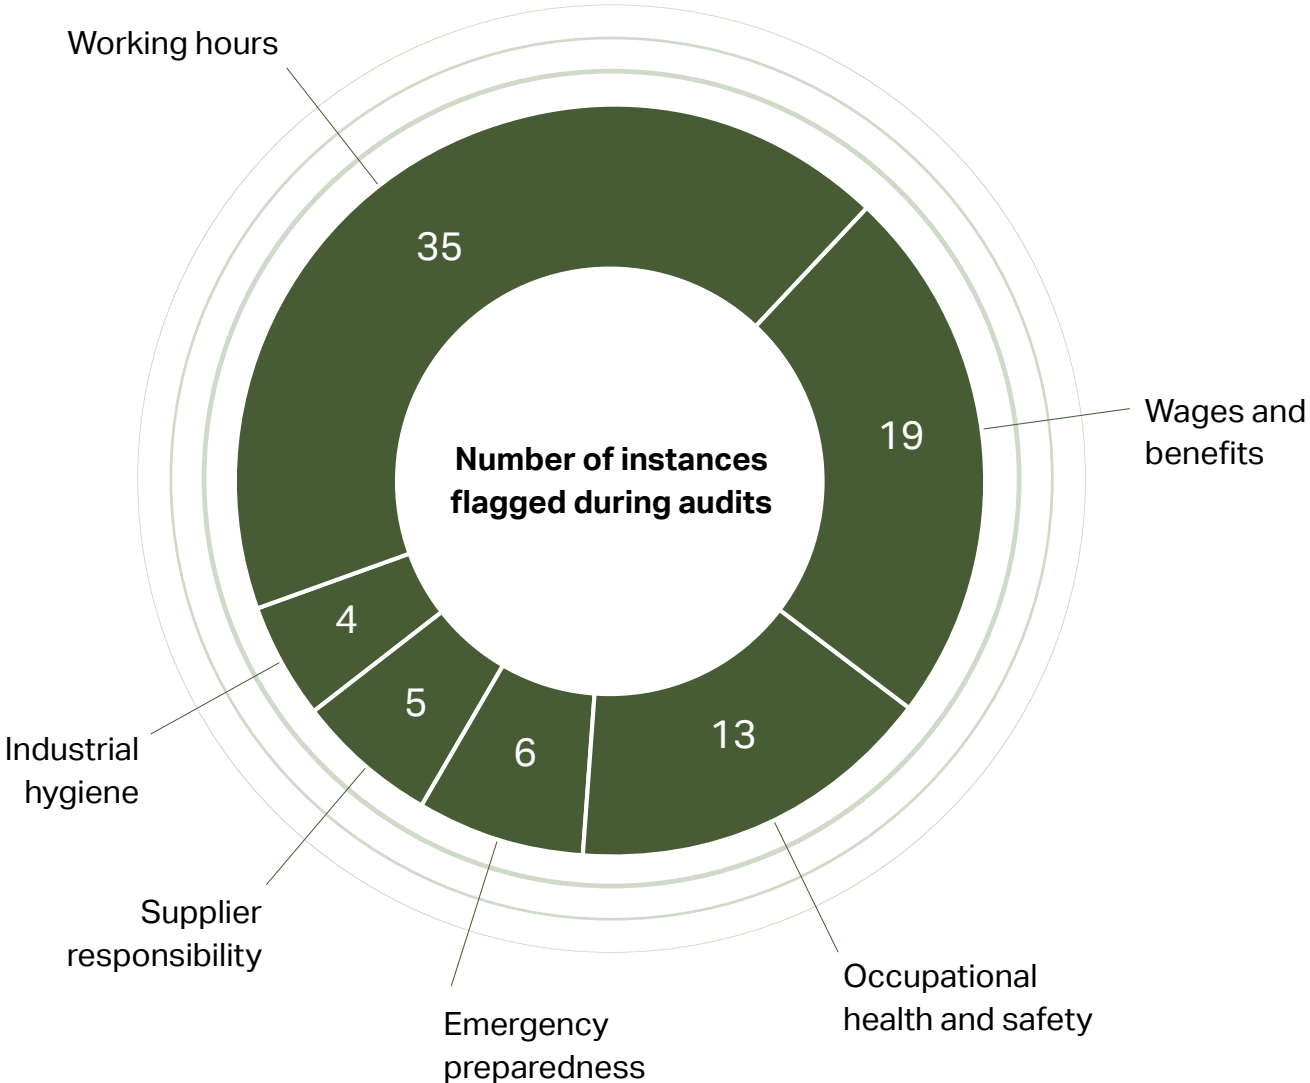 Working hours
35
Number of instances
flagged during audits
19
Wages and
benefits
4
5
6
13
Industrial
hygiene
Supplier
responsibility
Emergency
preparedness
Occupational
health and safety